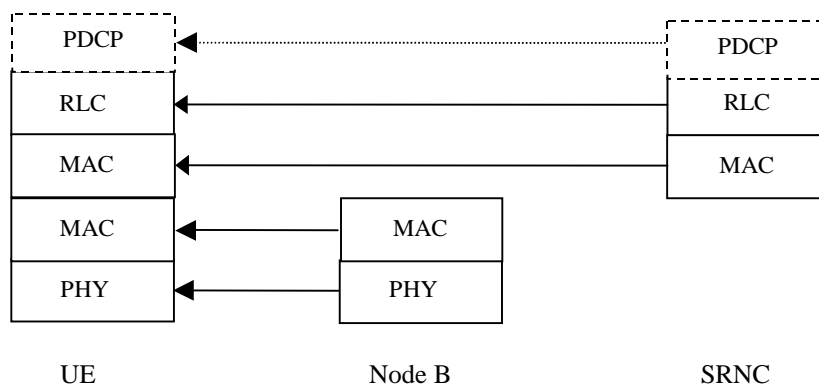 PDCP
PDCP
RLC
RLC
MAC
MAC
MAC
MAC
PHY
PHY
UE
Node B
SRNC